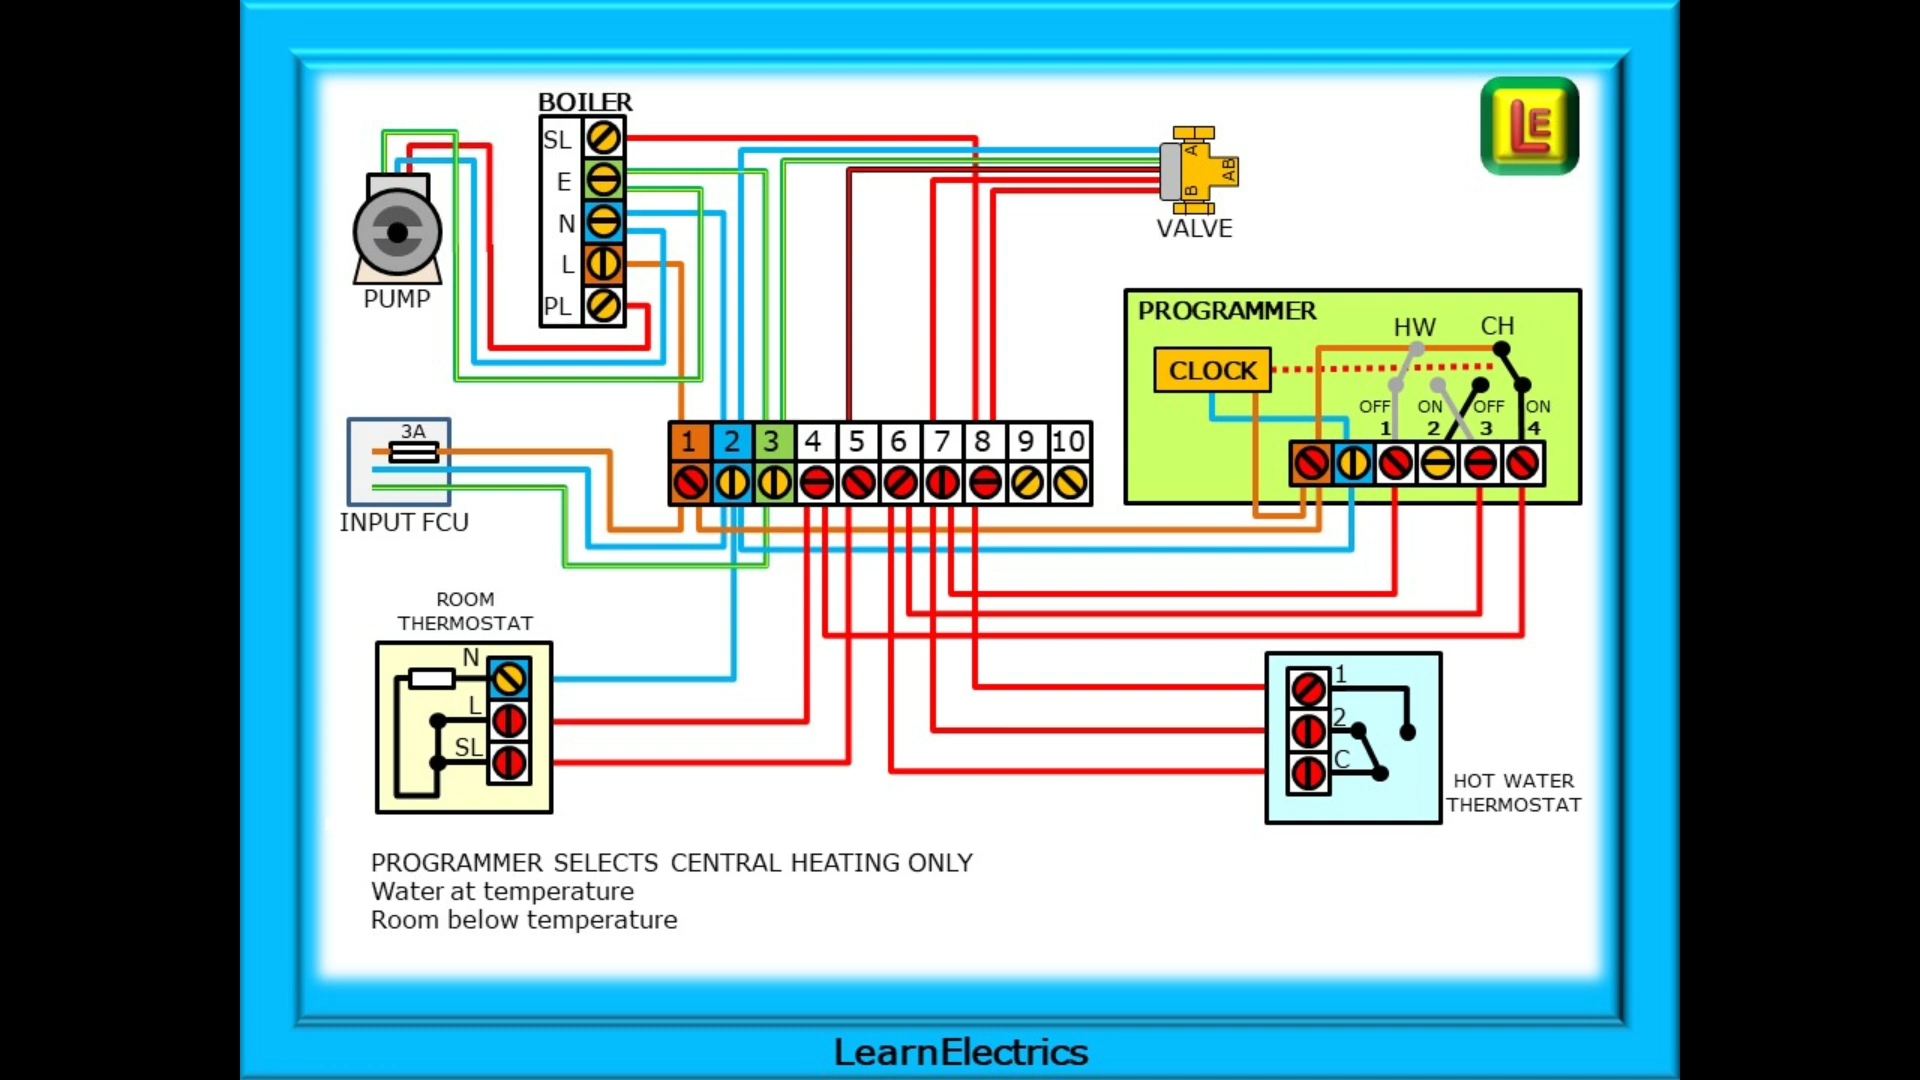 BOILER
SL
E
N
L
PL
PUMP
LE
A
AB
B
VALVE
PROGRAMMER
HW CH
CLOCK
OFF ON OFF ON
1 2 3 4
3A
INPUT FCU
1 2 3 4 5 6 7 8 9 10
ROOM
THERMOSTAT
N
L
SL
1
2
C
HOT WATER
THERMOSTAT
PROGRAMMER SELECTS CENTRAL HEATING ONLY
Water at temperature
Room below temperature
LearnElectrics